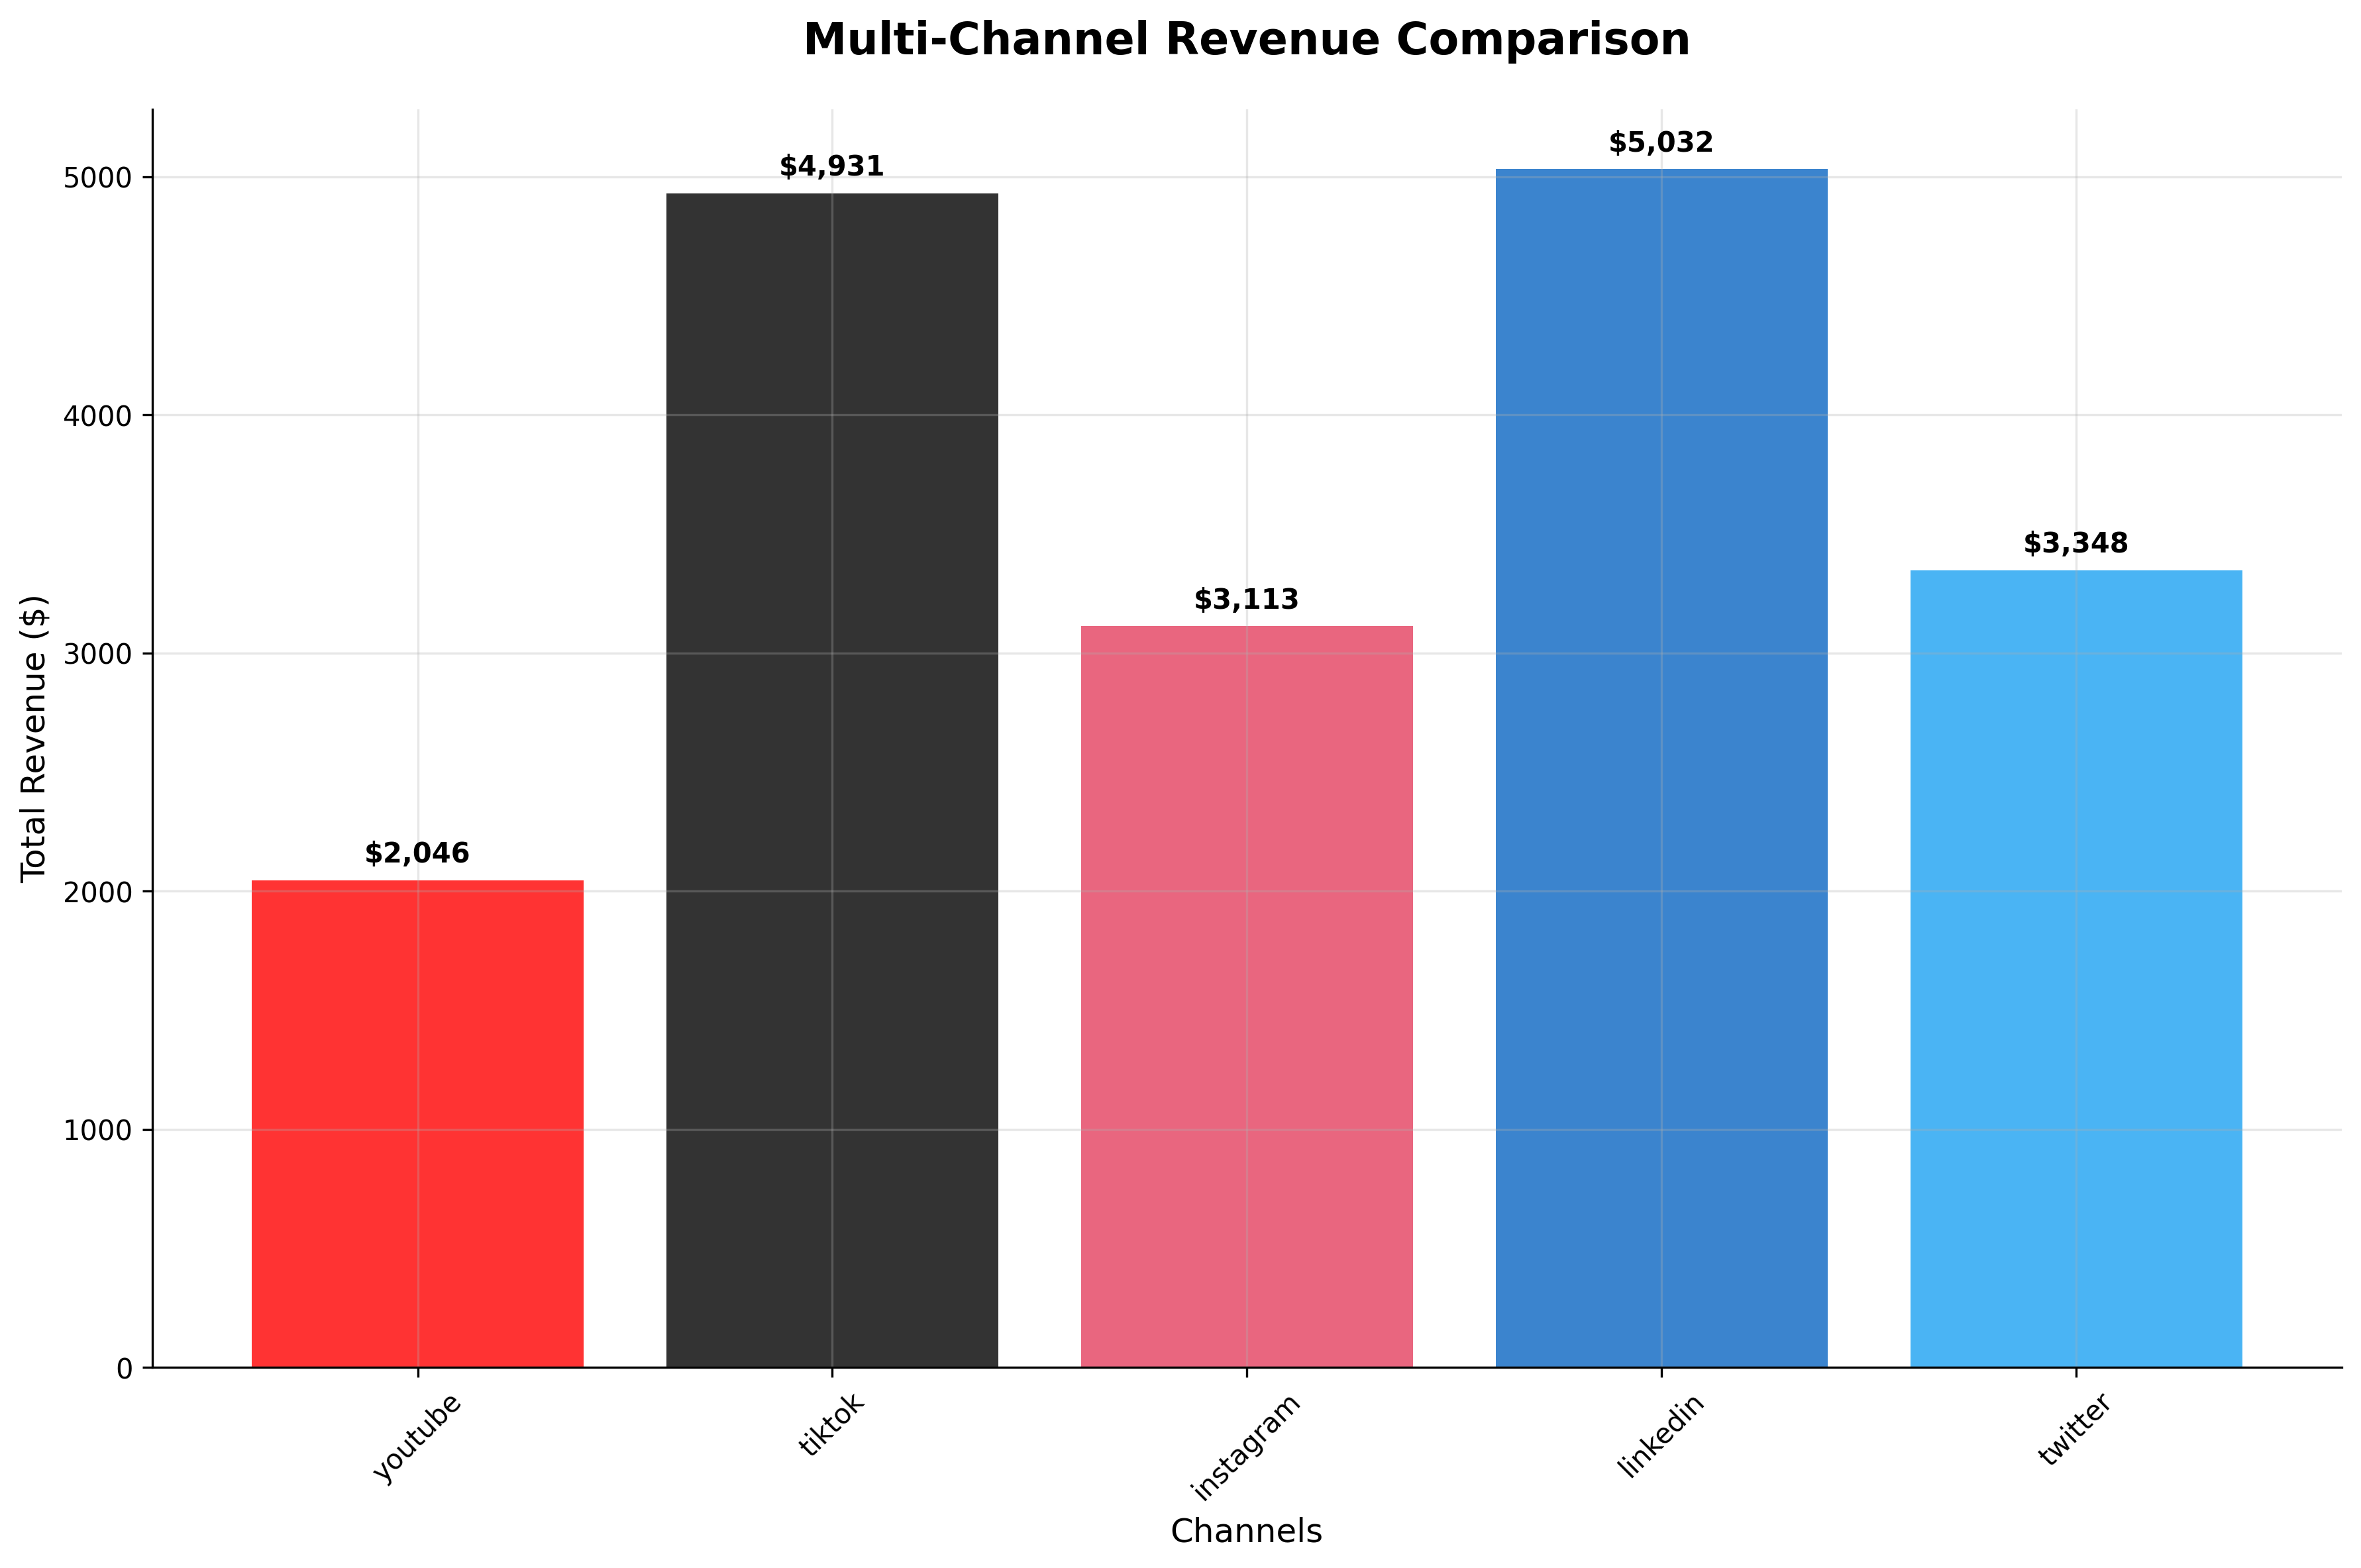 Multi-Channel Revenue Comparison
Total Revenue ($)
5000
4000
3000
2000
1000
0
$2,046
$4,931
$3,113
$5,032
$3,348
youtube
tiktok
instagram
linkedin
twitter
Channels